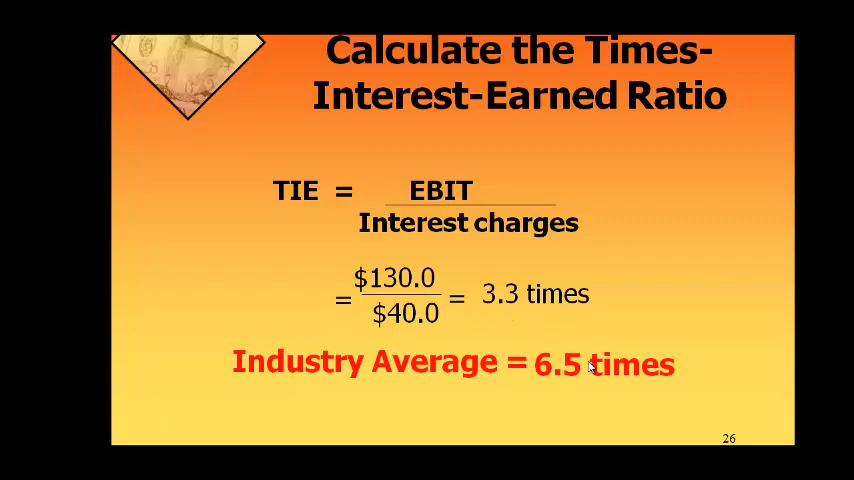 Calculate the Times-
Interest-Earned Ratio
TIE = EBIT
Interest charges
= $130.0 = 3.3 times
$40.0
Industry Average = 6.5 times
26